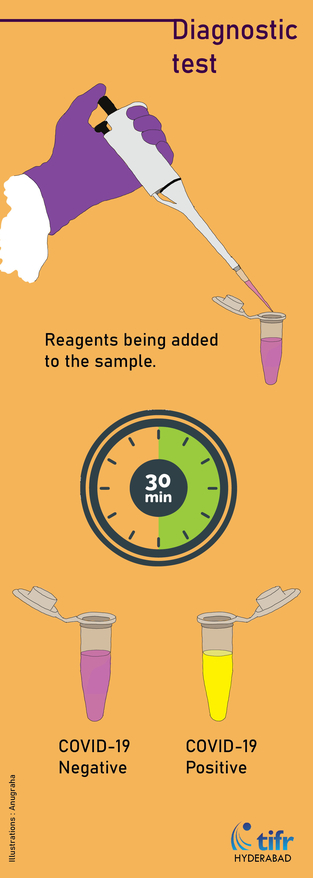 Diagnostic
test
Reagents being added
to the sample.
30
min
COVID-19
Negative
COVID-19
Positive
Illustrations : Anugraha
tifr
HYDERABAD